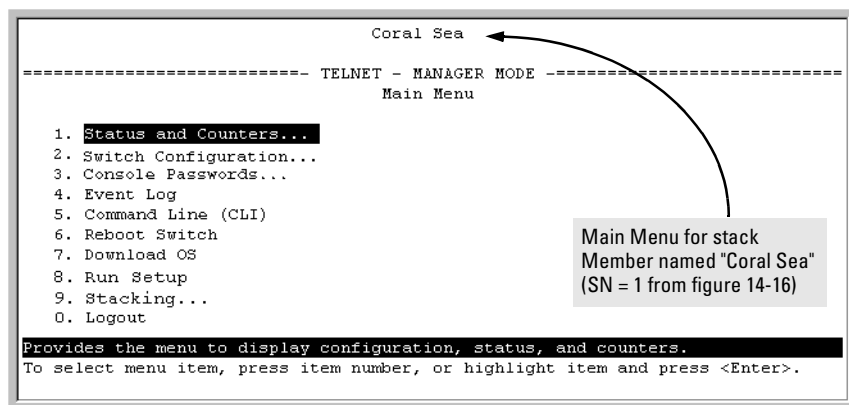 Coral Sea
===========================- TELNET - MANAGER MODE -============================
Main Menu
1. Status and Counters...
2. Switch Configuration...
3. Console Passwords...
4. Event Log
5. Command Line (CLI)
6. Reboot Switch
7. Download OS
8. Run Setup
9. Stacking...
0. Logout
Main Menu for stack
Member named "Coral Sea"
(SN = 1 from figure 14-16)
Provides the menu to display configuration, status, and counters.
To select menu item, press item number, or highlight item and press <Enter>.